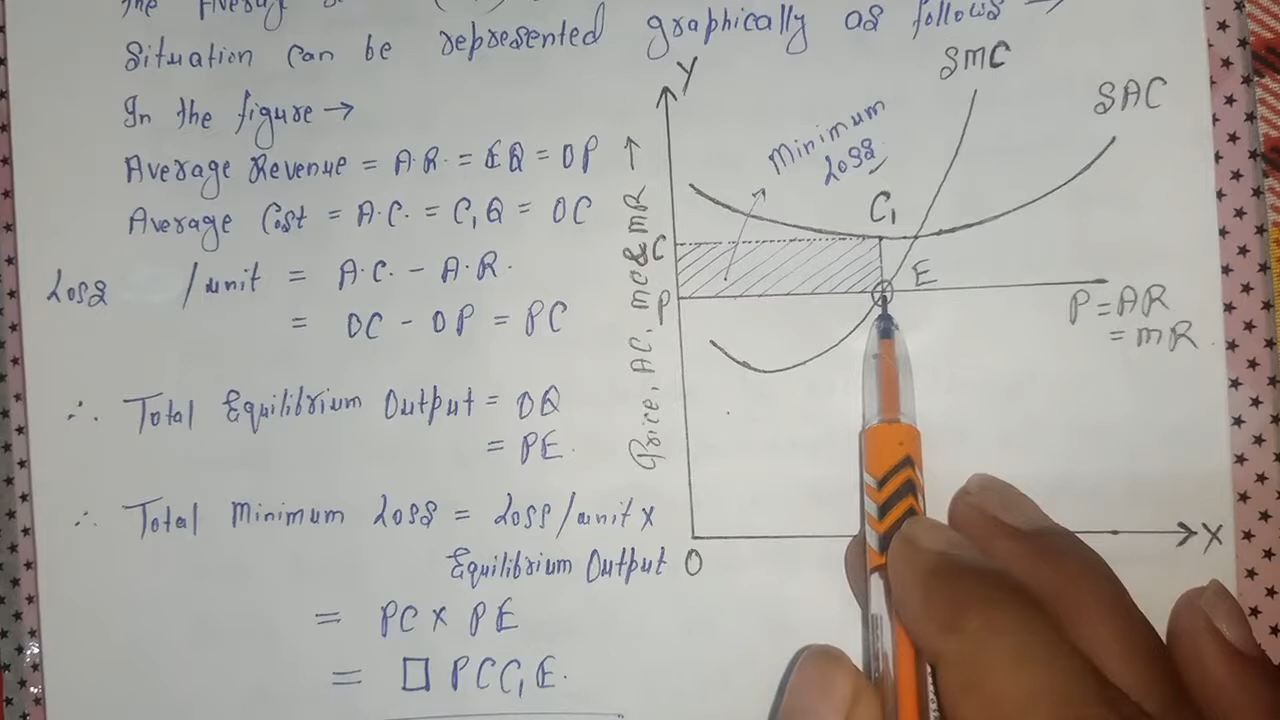 The Average
Situation can be represented graphically as follows →
In the figure →
Average Revenue = A.R. = EQ = OP
Average Cost = A.C. = C₁Q = OC
Loss /unit = A.C. - A.R.
= OC - OP = PC
∴ Total Equilibrium Output = OQ
= PE.
∴ Total Minimum Loss = Loss/unit x
Equilibrium Output
= PC x PE
= □ PCC₁E.
Y
SMC
SAC
Minimum
Loss
C₁
C
E
P
P = AR
= MR
Price, AC, MC & MR →
O
X